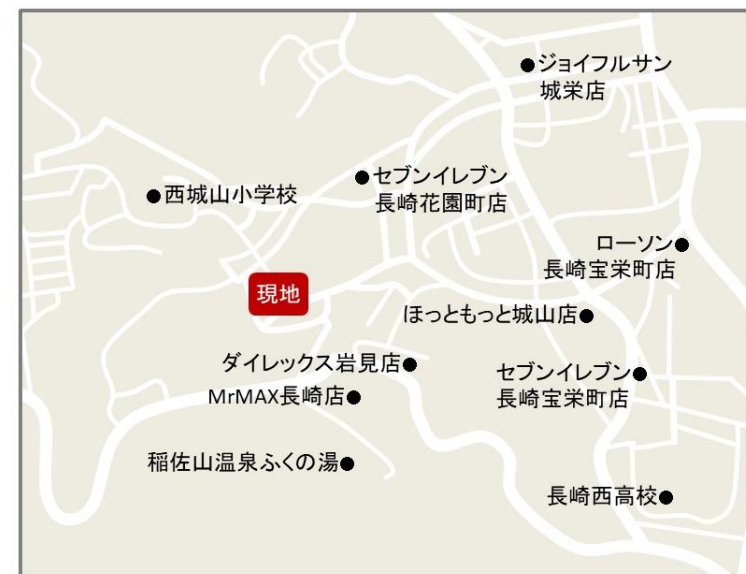 ジョイフルサン
城栄店
セブンイレブン
長崎花園町店
西城山小学校
ローソン
長崎宝栄町店
現地
ほっともっと城山店
ダイレックス岩見店
セブンイレブン
長崎宝栄町店
MrMAX長崎店
稲佐山温泉ふくの湯
長崎西高校